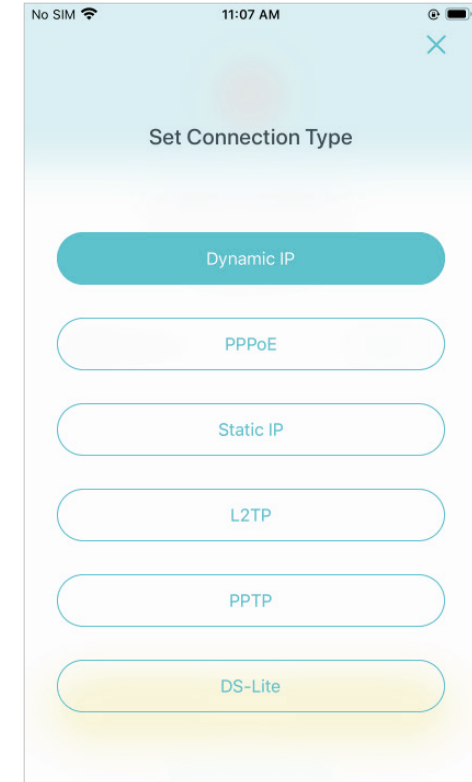 No SIM 11:07 AM
Set Connection Type
Dynamic IP
PPPoE
Static IP
L2TP
PPTP
DS-Lite